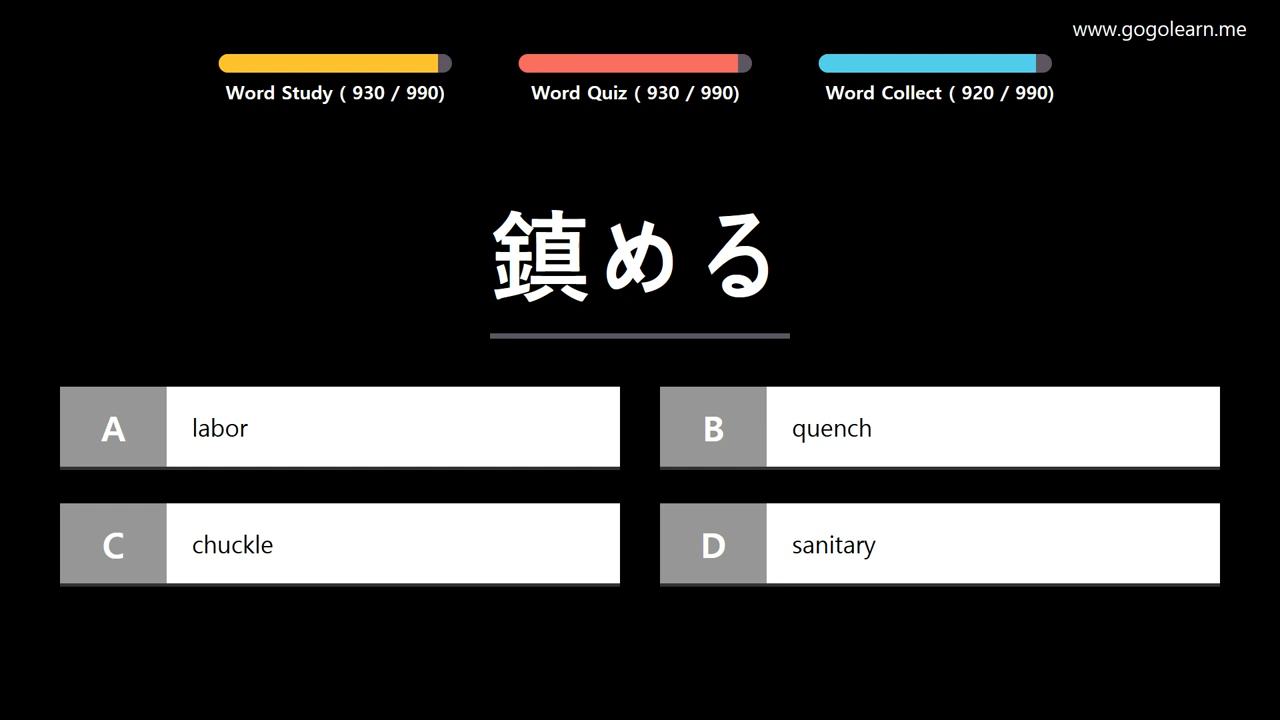 www.gogolearn.me
Word Study ( 930 / 990)
Word Quiz ( 930 / 990)
Word Collect ( 920 / 990)
鎮める
A labor
B quench
C chuckle
D sanitary